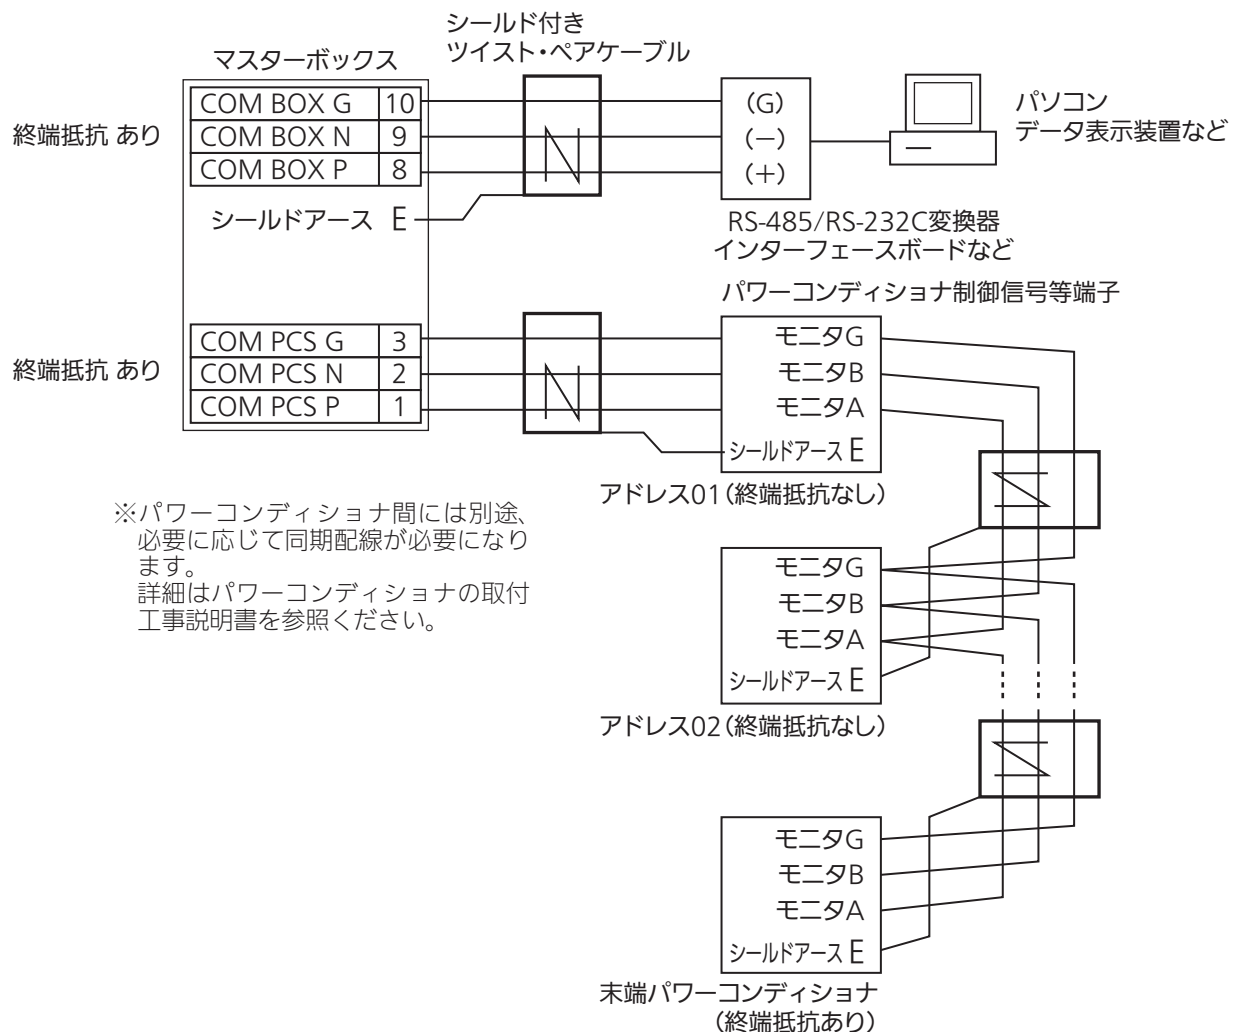 シールド付き
ツイスト・ペアケーブル
マスターボックス
終端抵抗 あり
COM BOX G 10
COM BOX N 9
COM BOX P 8
シールドアース E
(G)
(−)
(+)
パソコン
データ表示装置など
RS-485/RS-232C変換器
インターフェースボードなど
パワーコンディショナ制御信号等端子
終端抵抗 あり
COM PCS G 3
COM PCS N 2
COM PCS P 1
モニタG
モニタB
モニタA
シールドアース E
アドレス01(終端抵抗なし)
※パワーコンディショナ間には別途、
必要に応じて同期配線が必要になり
ます。
詳細はパワーコンディショナの取付
工事説明書を参照ください。
モニタG
モニタB
モニタA
シールドアース E
アドレス02(終端抵抗なし)
モニタG
モニタB
モニタA
シールドアース E
末端パワーコンディショナ
(終端抵抗あり)